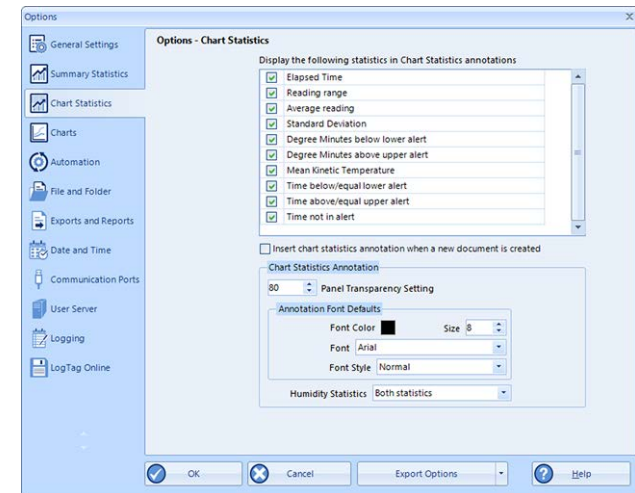 Options
X
General Settings
Summary Statistics
Chart Statistics
Charts
Automation
File and Folder
Exports and Reports
Date and Time
Communication Ports
User Server
Logging
LogTag Online
Options - Chart Statistics
Display the following statistics in Chart Statistics annotations
Elapsed Time
Reading range
Average reading
Standard Deviation
Degree Minutes below lower alert
Degree Minutes above upper alert
Mean Kinetic Temperature
Time below/equal lower alert
Time above/equal upper alert
Time not in alert
Insert chart statistics annotation when a new document is created
Chart Statistics Annotation
80 Panel Transparency Setting
Annotation Font Defaults
Font Color Size 8
Font Arial
Font Style Normal
Humidity Statistics Both statistics
OK Cancel Export Options Help